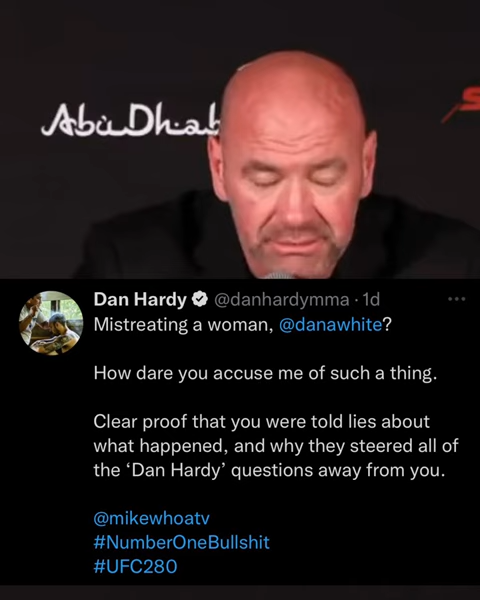 AbuDhab
S
Dan Hardy @danhardymma · 1d
Mistreating a woman, @danawhite?
How dare you accuse me of such a thing.
Clear proof that you were told lies about
what happened, and why they steered all of
the ‘Dan Hardy’ questions away from you.
@mikewhoatv
#NumberOneBullshit
#UFC280